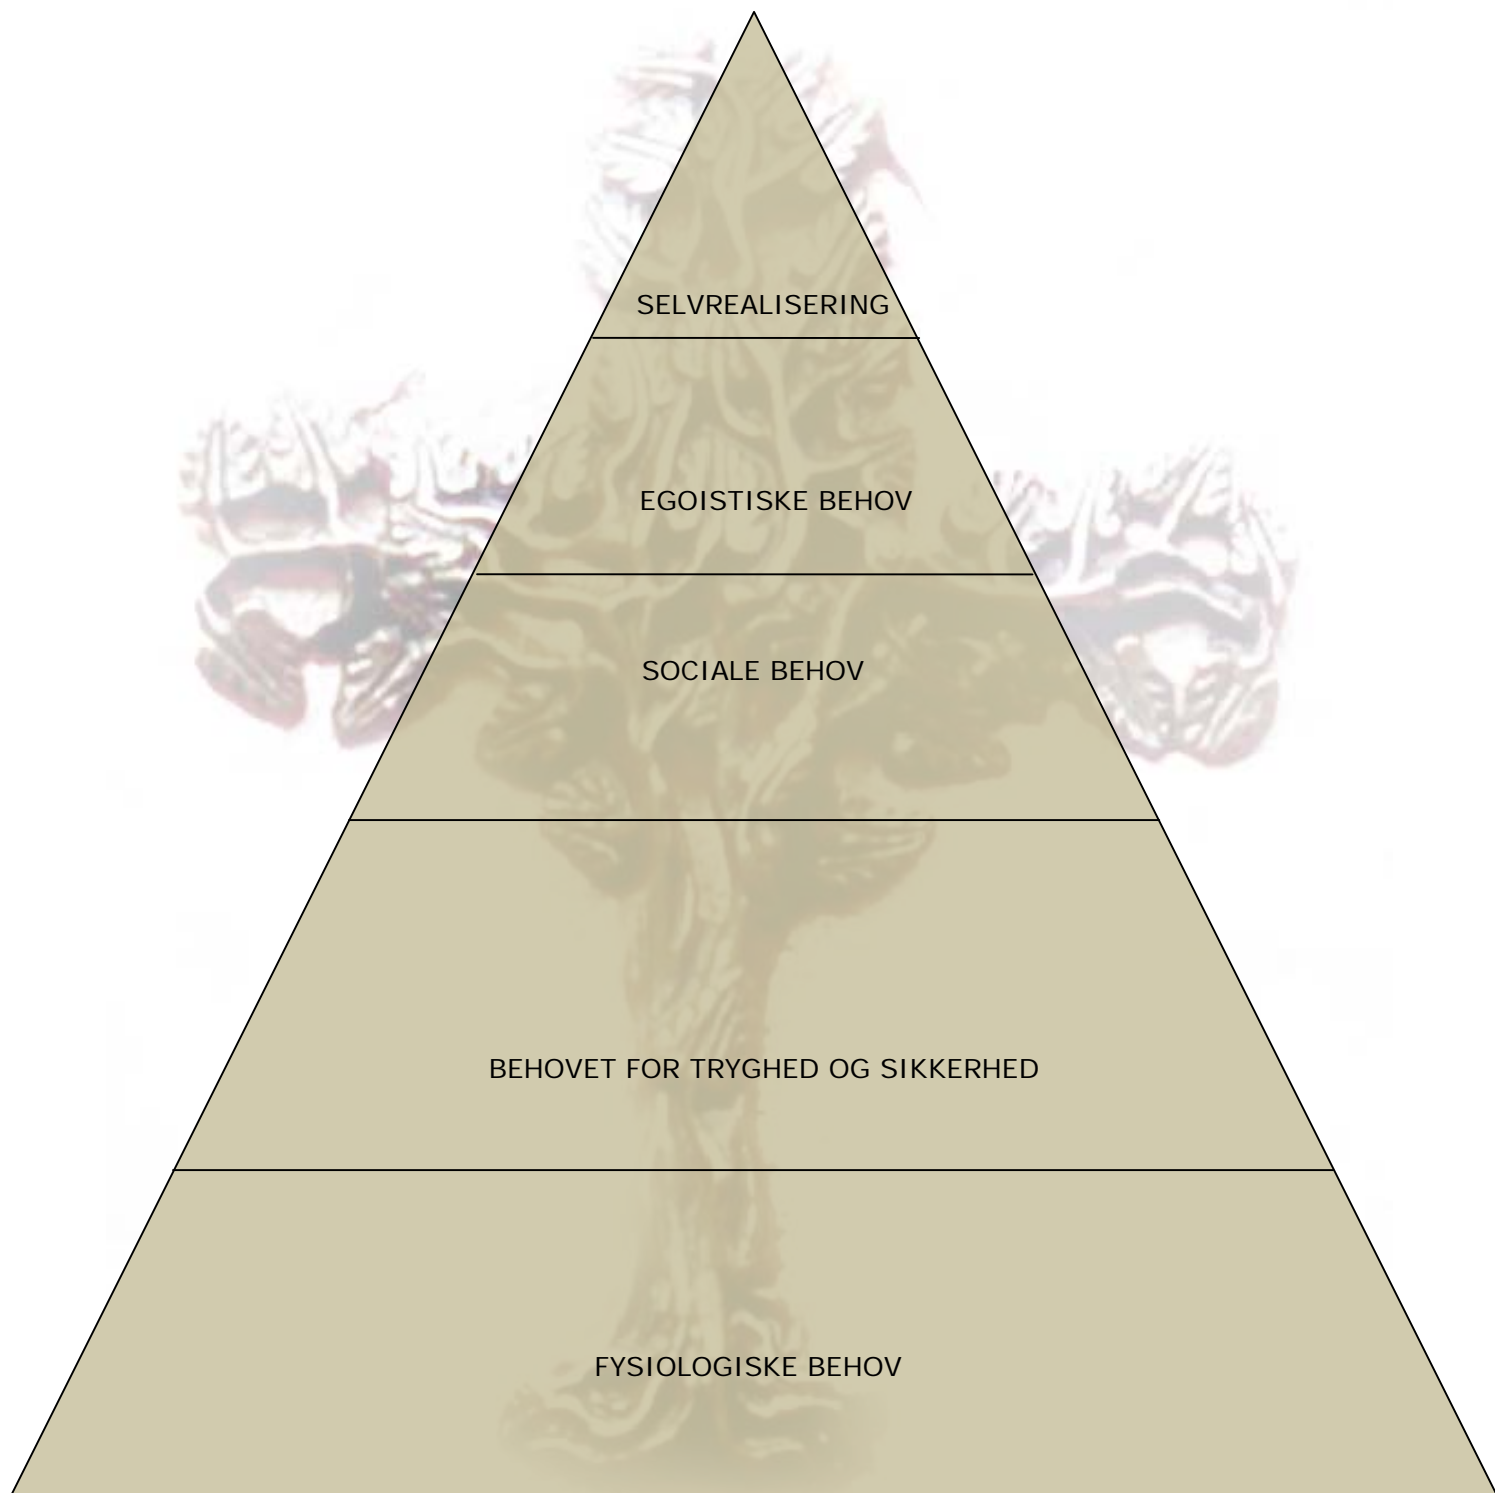 SELVREALISERING
EGOISTISKE BEHOV
SOCIALE BEHOV
BEHOVET FOR TRYGHED OG SIKKERHED
FYSIOLOGISKE BEHOV